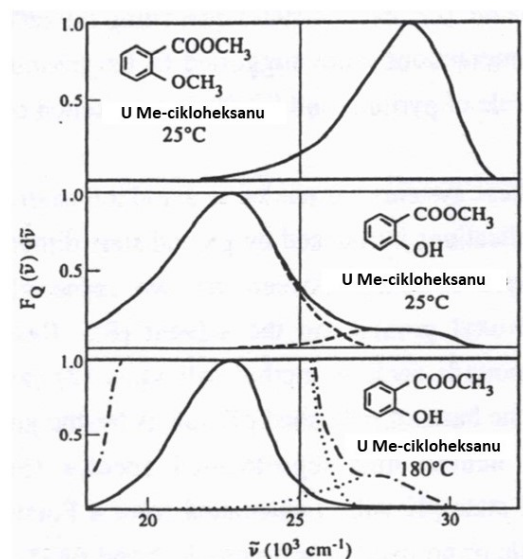 1.0
COOCH₃
OCH₃
0.5
U Me-cikloheksanu
25°C
1.0
COOCH₃
OH
0.5
U Me-cikloheksanu
25°C
F_Q(ν̃) dν̃
1.0
COOCH₃
OH
0.5
U Me-cikloheksanu
180°C
20 25 30
ν̃ (10³ cm⁻¹)